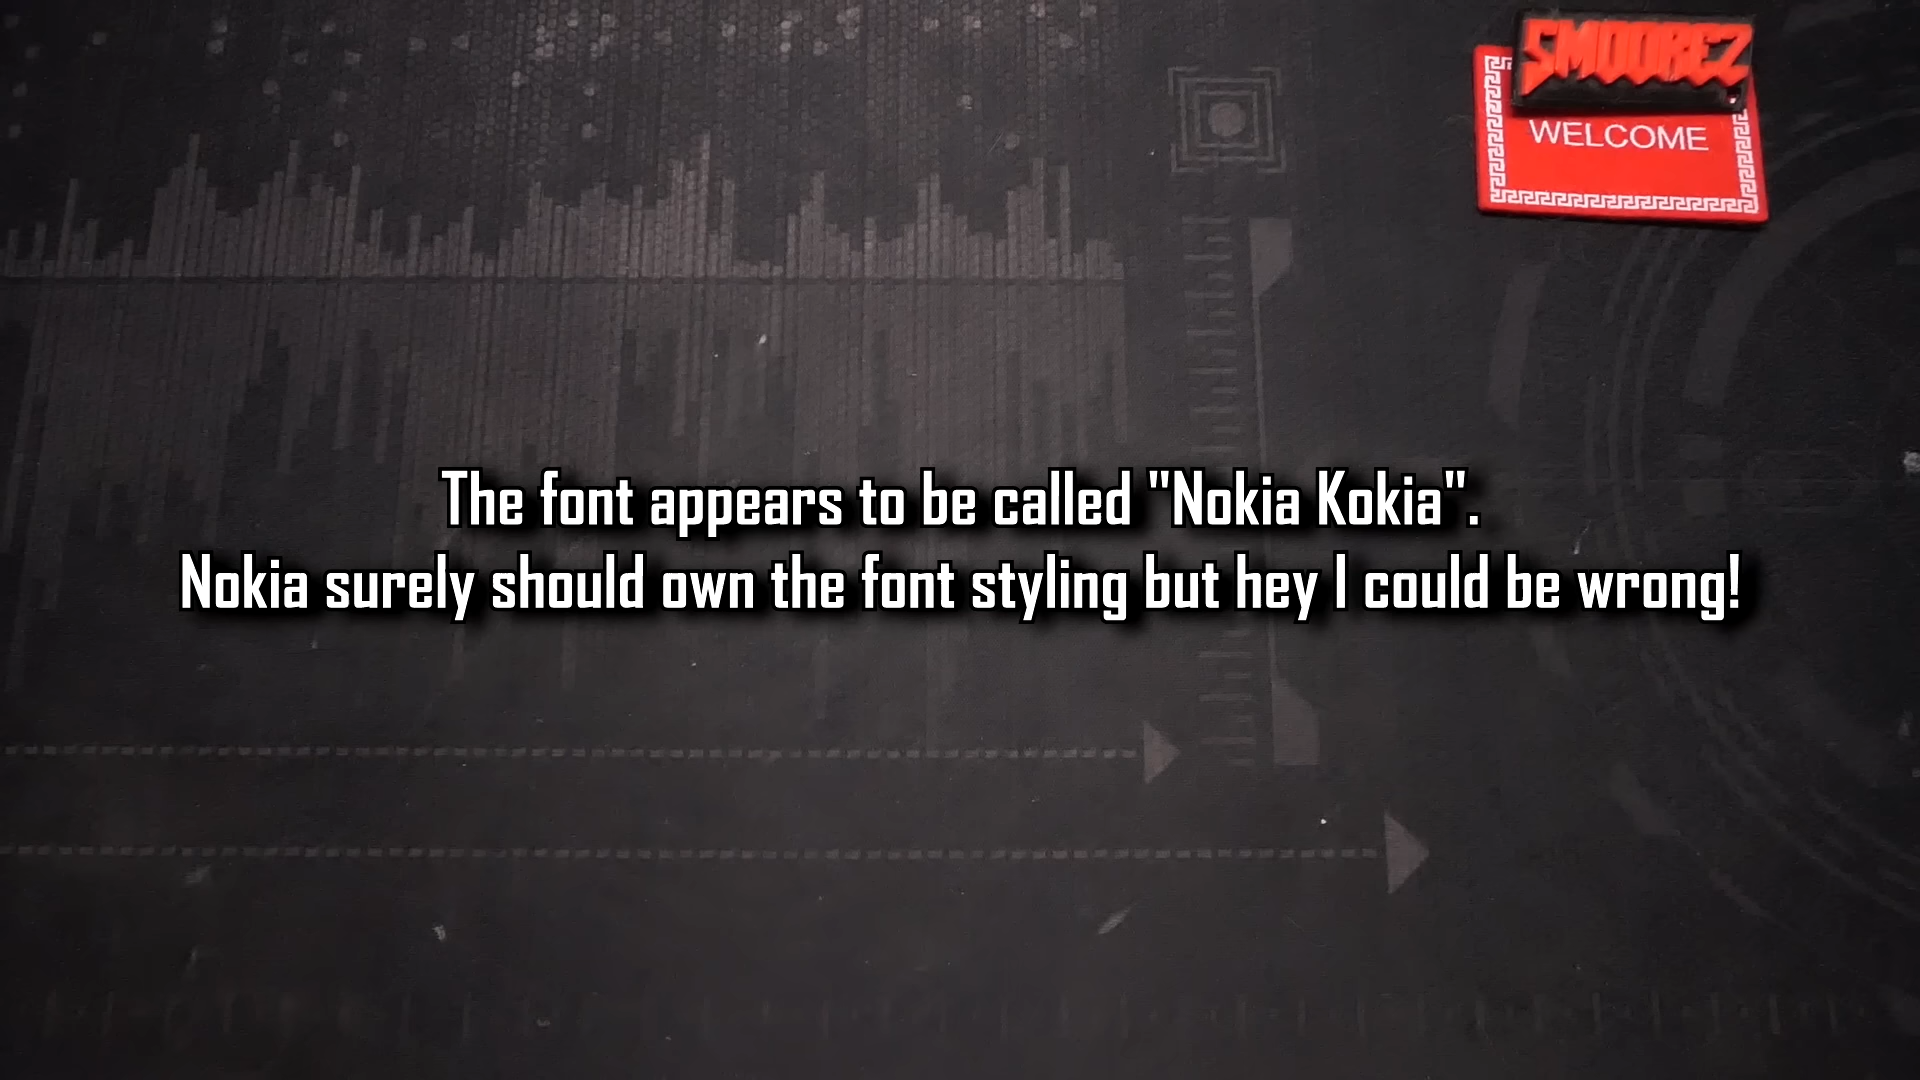 SMOOREZ
WELCOME
The font appears to be called "Nokia Kokia".
Nokia surely should own the font styling but hey I could be wrong!